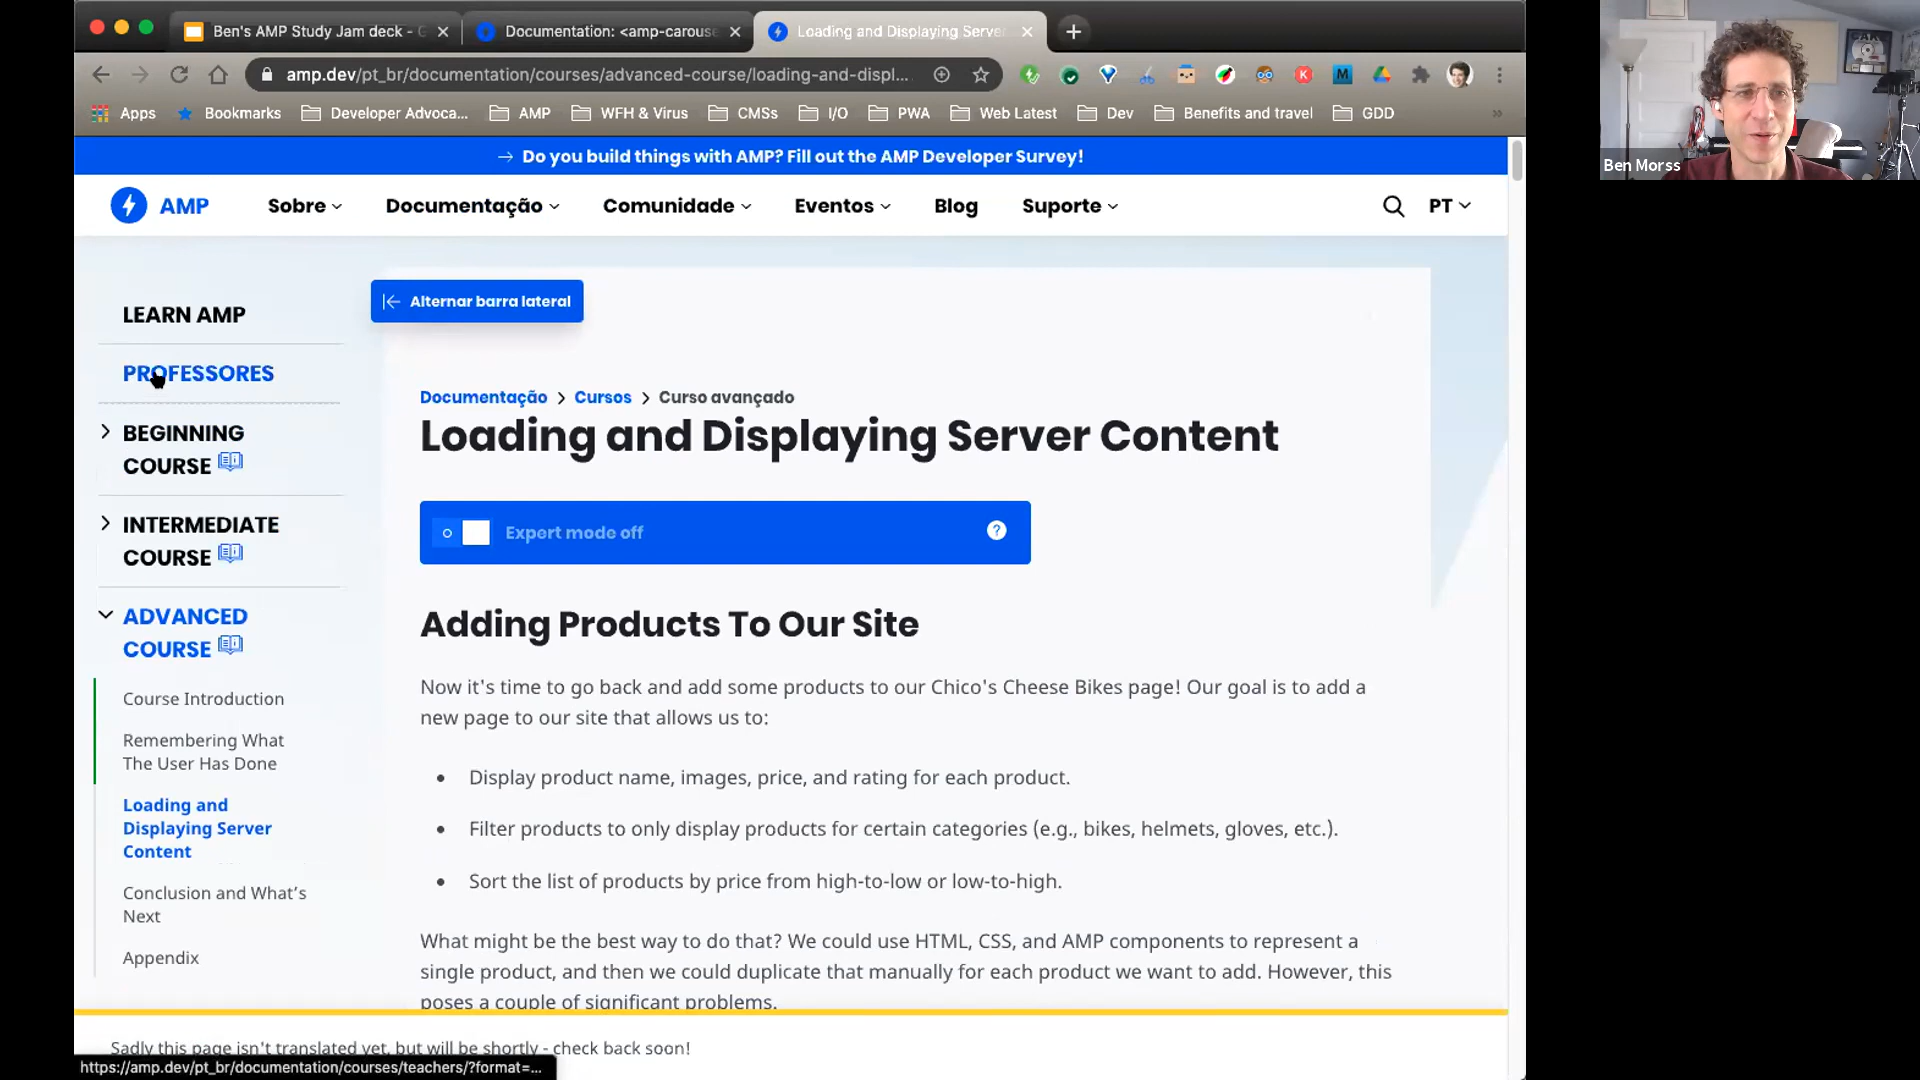 Ben's AMP Study Jam deck - G
Documentation: <amp-carouse
Loading and Displaying Server
amp.dev/pt_br/documentation/courses/advanced-course/loading-and-displ...
Apps
Bookmarks
Developer Advoca...
AMP
WFH & Virus
CMSs
I/O
PWA
Web Latest
Dev
Benefits and travel
GDD
»
Ben Morss
→ Do you build things with AMP? Fill out the AMP Developer Survey!
AMP
Sobre
Documentação
Comunidade
Eventos
Blog
Suporte
PT
LEARN AMP
PROFESSORES
BEGINNING
COURSE
INTERMEDIATE
COURSE
ADVANCED
COURSE
Course Introduction
Remembering What
The User Has Done
Loading and
Displaying Server
Content
Conclusion and What's
Next
Appendix
Alternar barra lateral
Documentação > Cursos > Curso avançado
Loading and Displaying Server Content
Expert mode off
?
Adding Products To Our Site
Now it's time to go back and add some products to our Chico's Cheese Bikes page! Our goal is to add a
new page to our site that allows us to:
• Display product name, images, price, and rating for each product.
• Filter products to only display products for certain categories (e.g., bikes, helmets, gloves, etc.).
• Sort the list of products by price from high-to-low or low-to-high.
What might be the best way to do that? We could use HTML, CSS, and AMP components to represent a
single product, and then we could duplicate that manually for each product we want to add. However, this
poses a couple of significant problems.
Sadly this page isn't translated yet, but will be shortly - check back soon!
https://amp.dev/pt_br/documentation/courses/teachers/?format=...